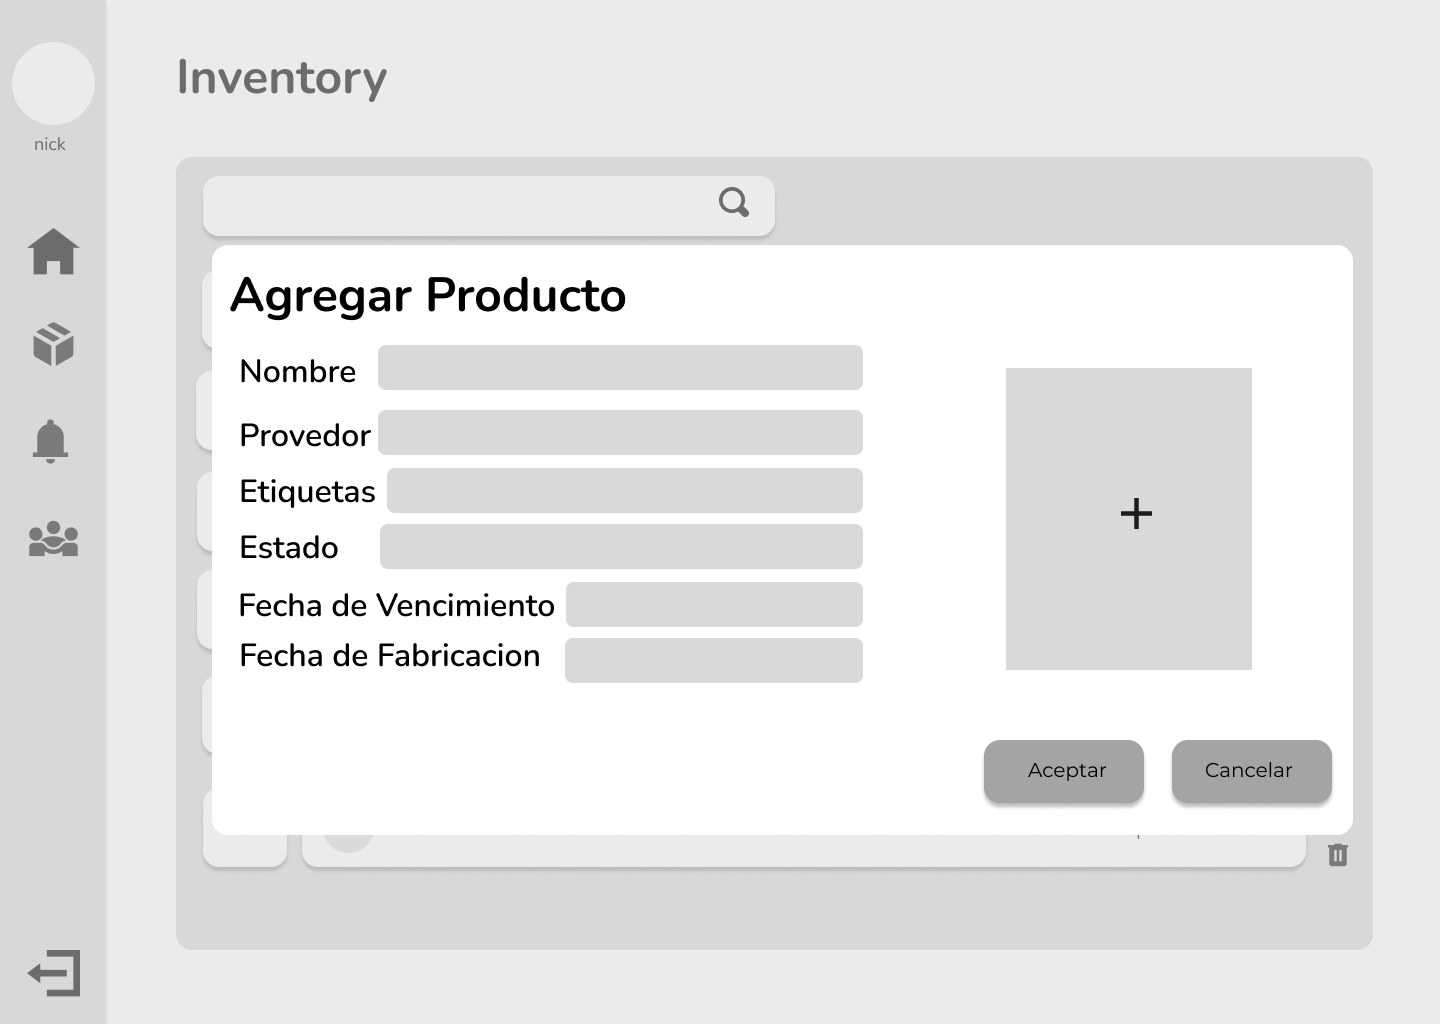 Inventory
nick
Agregar Producto
Nombre
Provedor
Etiquetas
Estado
Fecha de Vencimiento
Fecha de Fabricacion
Aceptar
Cancelar